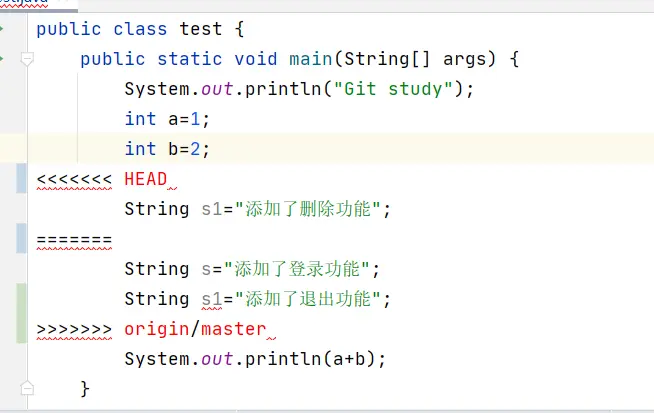 public class test {
public static void main(String[] args) {
System.out.println("Git study");
int a=1;
int b=2;
<<<<<<< HEAD
String s1="添加了删除功能";
=======
String s="添加了登录功能";
String s1="添加了退出功能";
>>>>>>> origin/master
System.out.println(a+b);
}